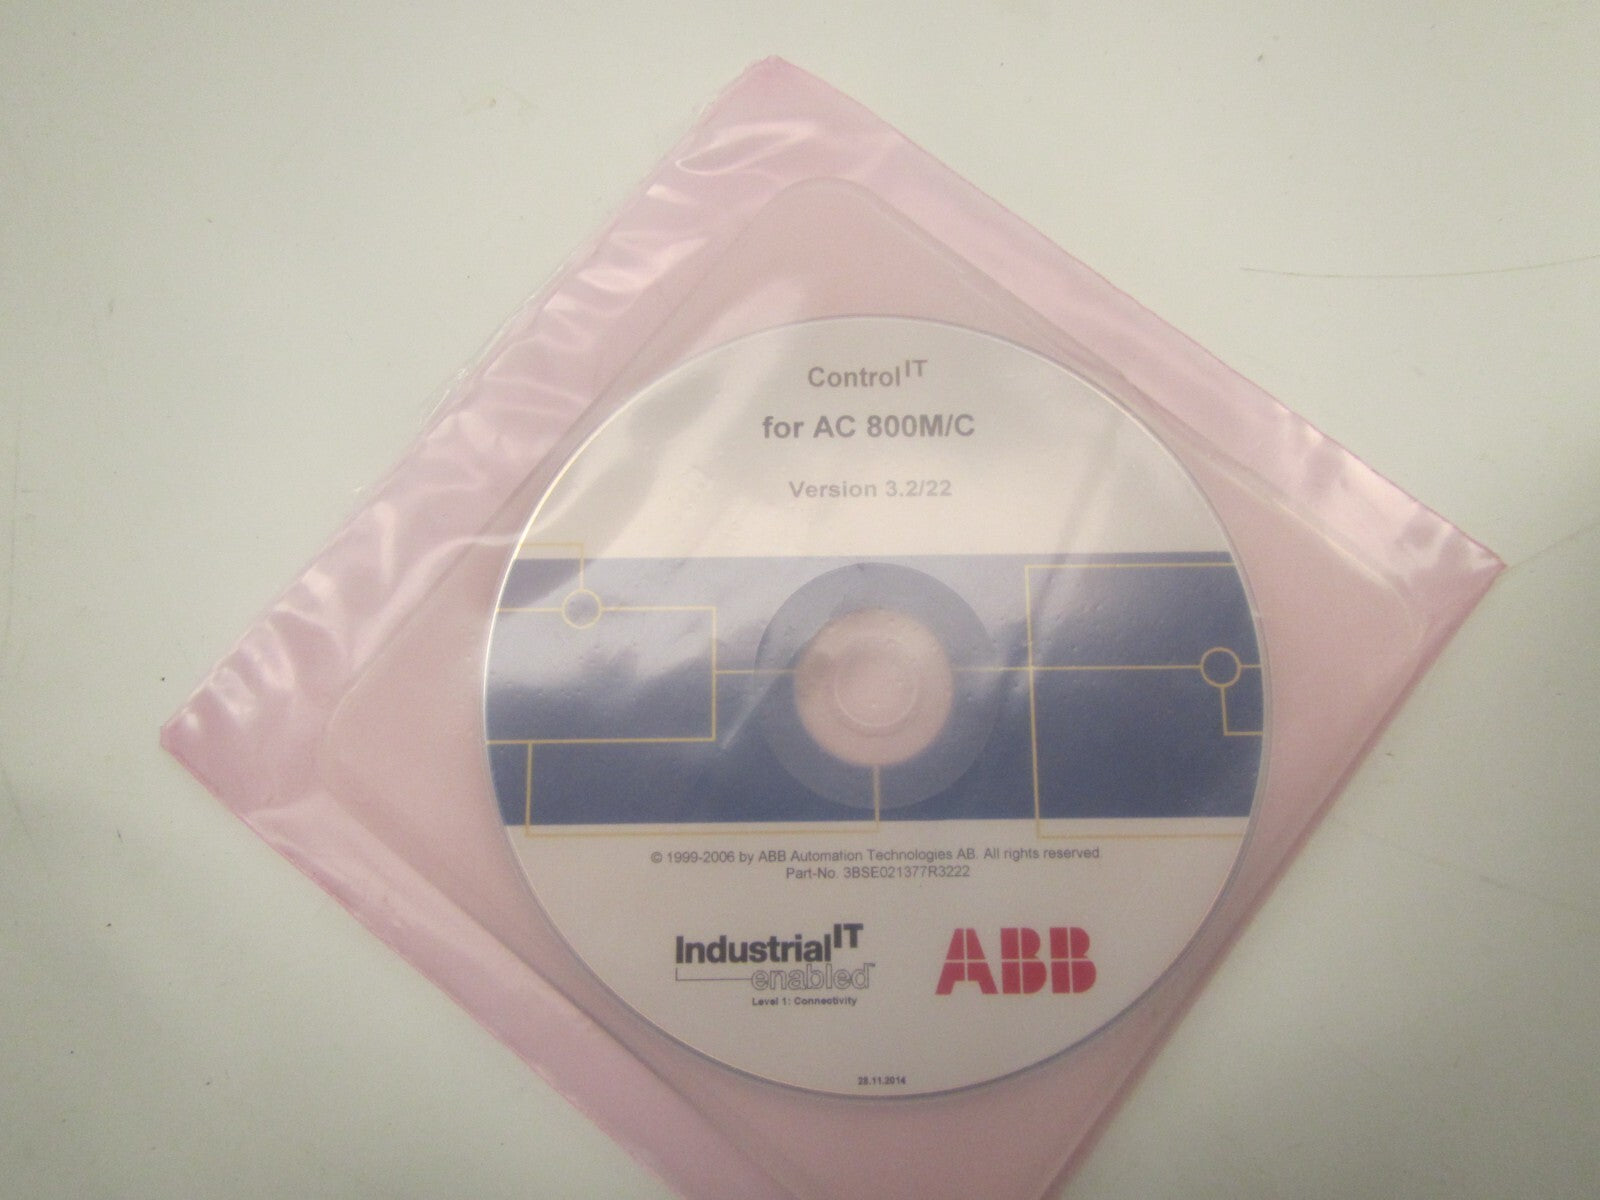 Control IT
for AC 800M/C
Version 3.2/22
© 1999-2006 by ABB Automation Technologies AB. All rights reserved.
Part-No. 3BSE021377R3222
Industrial IT
enabled™
Level 1: Connectivity
ABB
28.11.2014